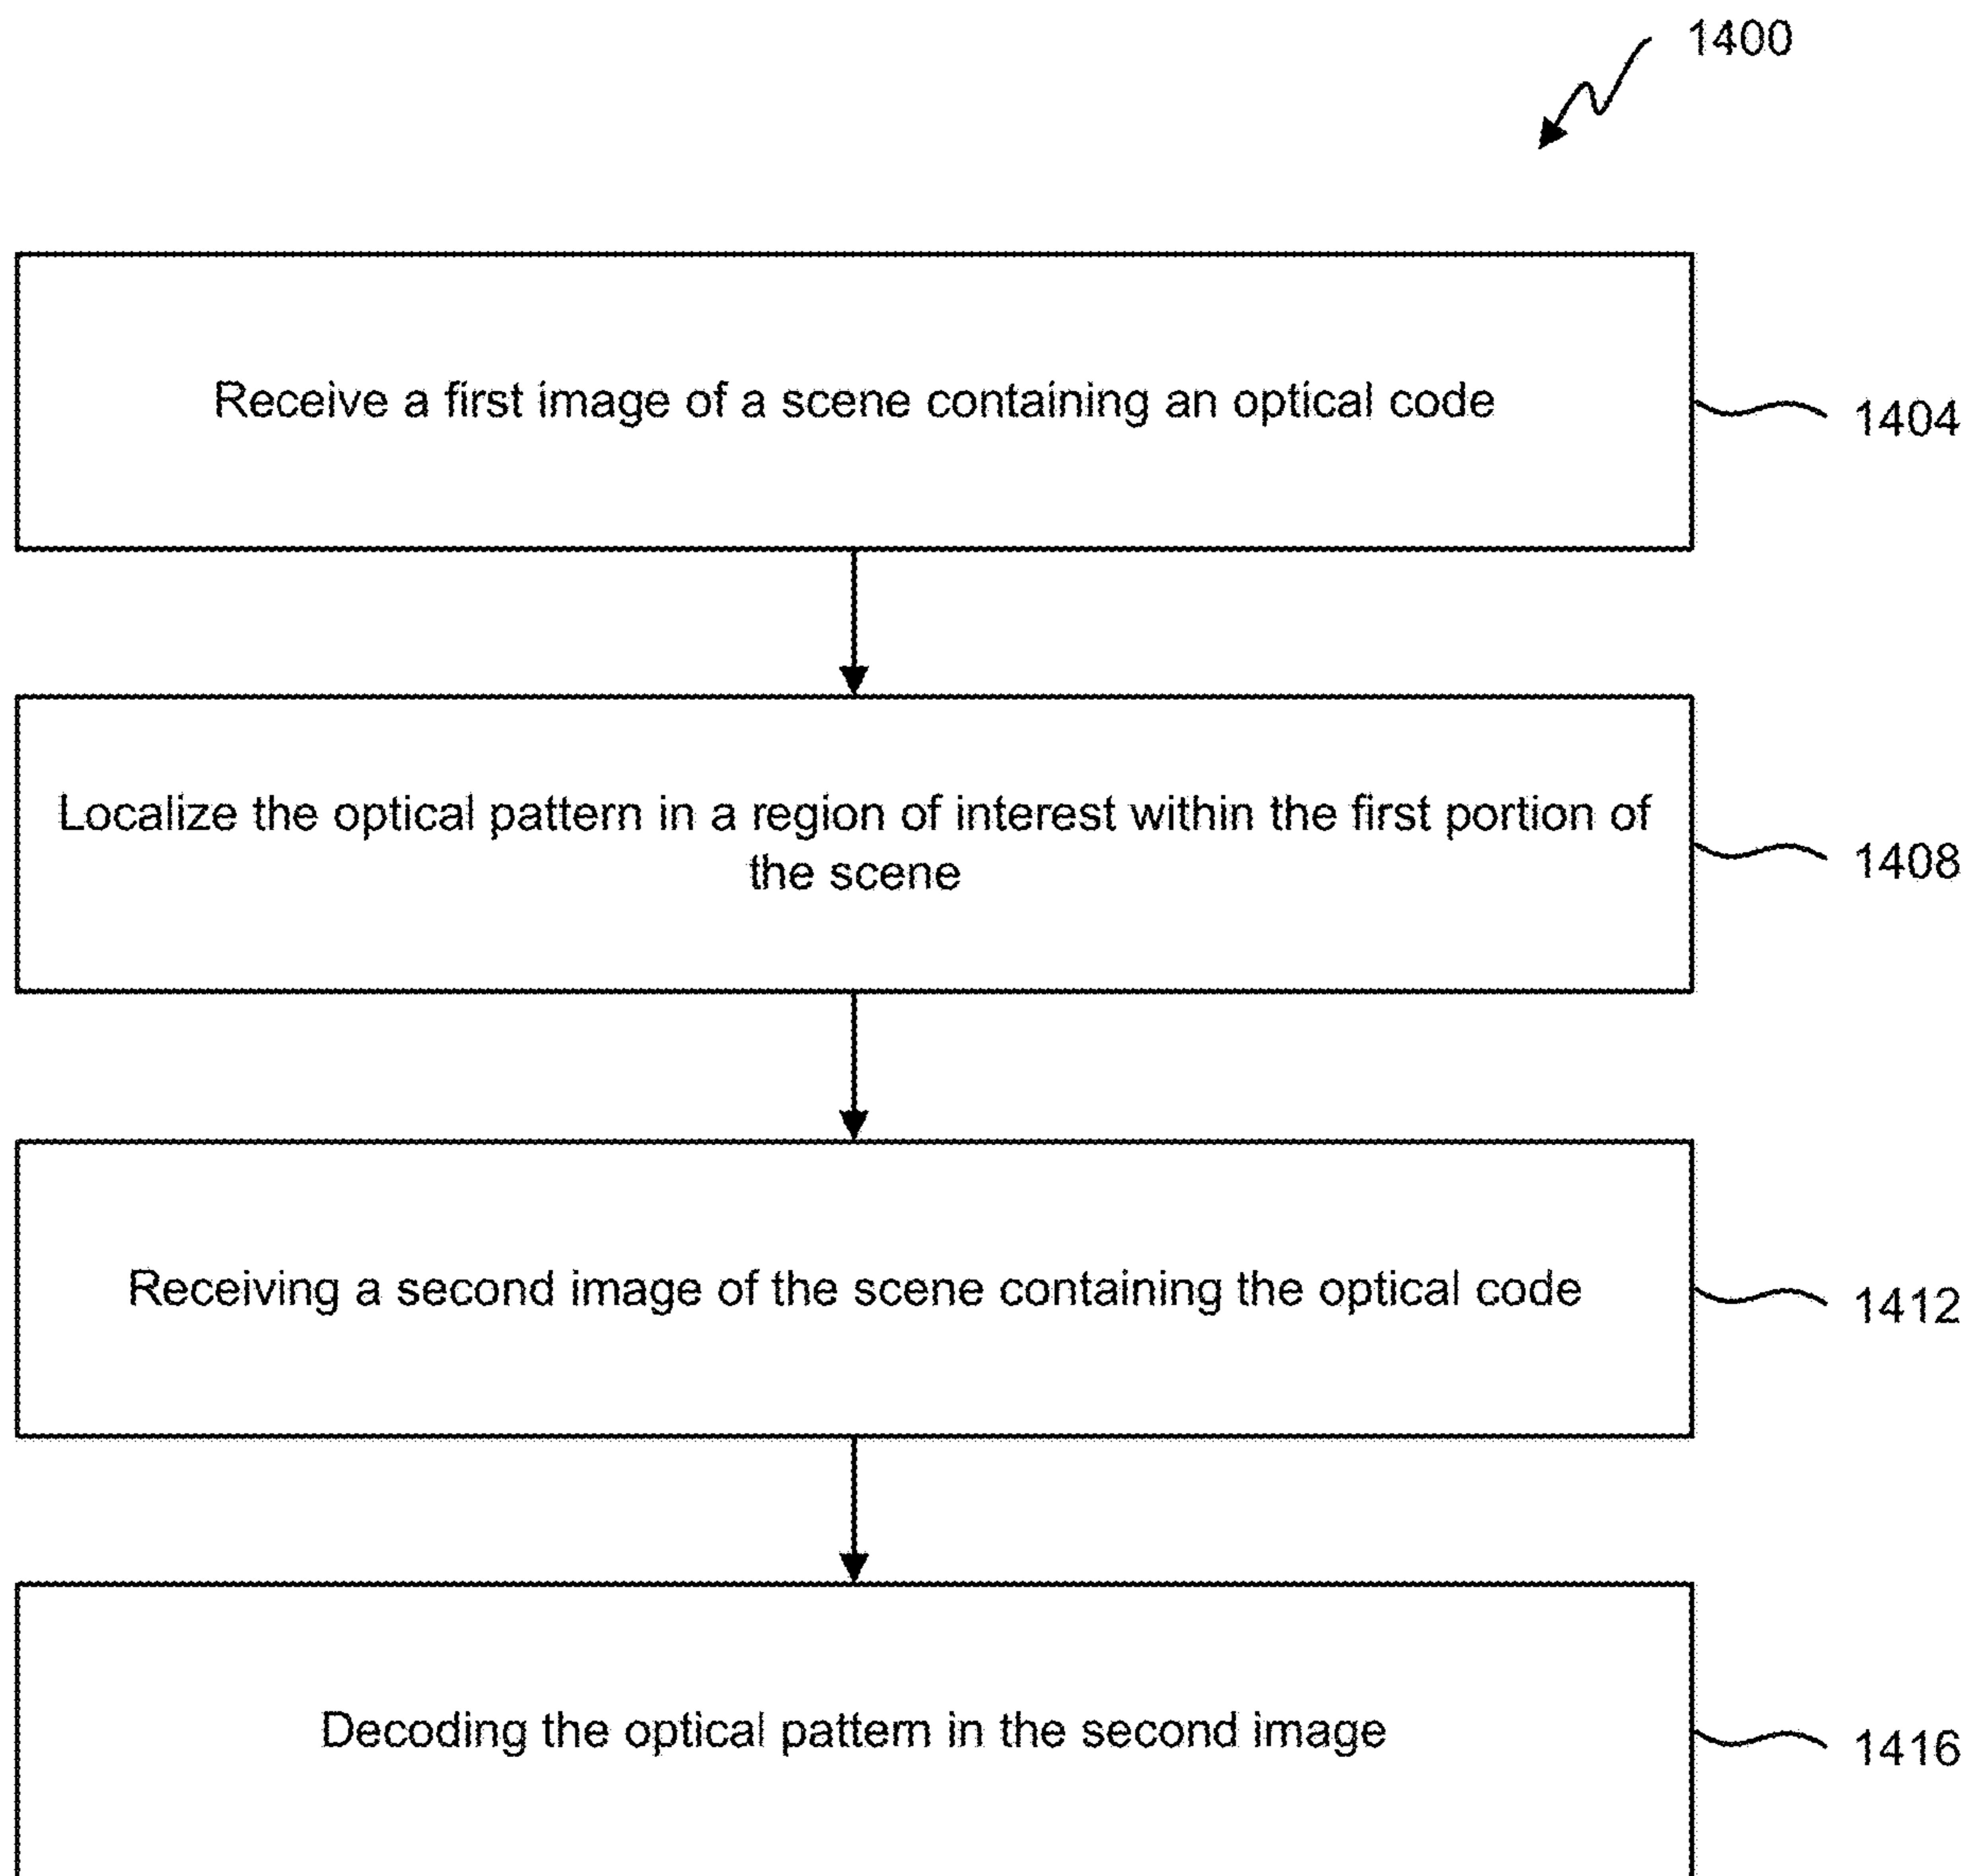 1400
Receive a first image of a scene containing an optical code
1404
Localize the optical pattern in a region of interest within the first portion of
the scene
1408
Receiving a second image of the scene containing the optical code
1412
Decoding the optical pattern in the second image
1416